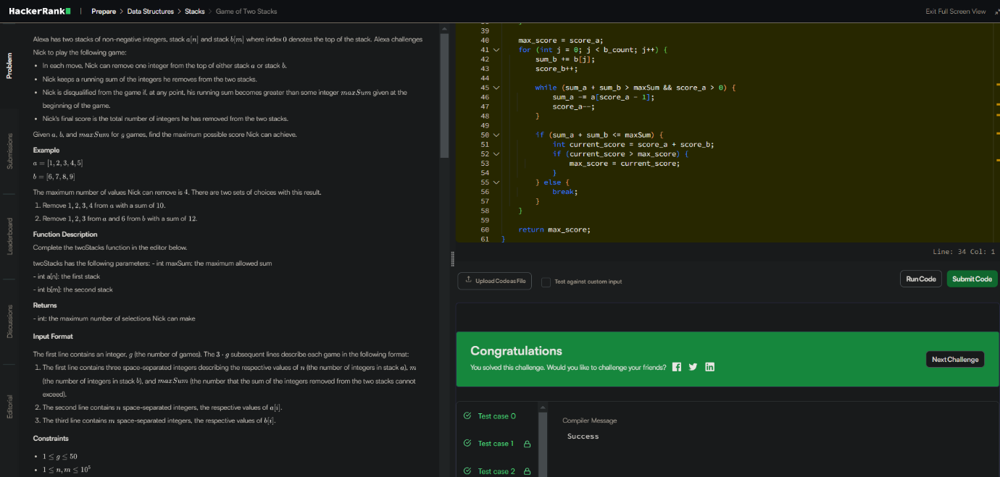 HackerRank | Prepare > Data Structures > Stacks > Game of Two Stacks Exit Full Screen View
Problem
Submissions
Leaderboard
Discussions
Editorial
Alexa has two stacks of non-negative integers, stack a[n] and stack b[m] where index 0 denotes the top of the stack. Alexa challenges
Nick to play the following game:
• In each move, Nick can remove one integer from the top of either stack a or stack b.
• Nick keeps a running sum of the integers he removes from the two stacks.
• Nick is disqualified from the game if, at any point, his running sum becomes greater than some integer maxSum given at the
beginning of the game.
• Nick's final score is the total number of integers he has removed from the two stacks.
Given a, b, and maxSum for g games, find the maximum possible score Nick can achieve.
Example
a = [1, 2, 3, 4, 5]
b = [6, 7, 8, 9]
The maximum number of values Nick can remove is 4. There are two sets of choices with this result.
1. Remove 1, 2, 3, 4 from a with a sum of 10.
2. Remove 1, 2, 3 from a and 6 from b with a sum of 12.
Function Description
Complete the twoStacks function in the editor below.
twoStacks has the following parameters: - int maxSum: the maximum allowed sum
- int a[n]: the first stack
- int b[m]: the second stack
Returns
- int: the maximum number of selections Nick can make
Input Format
The first line contains an integer, g (the number of games). The 3 · g subsequent lines describe each game in the following format:
1. The first line contains three space-separated integers describing the respective values of n (the number of integers in stack a), m
(the number of integers in stack b), and maxSum (the number that the sum of the integers removed from the two stacks cannot
exceed).
2. The second line contains n space-separated integers, the respective values of a[i].
3. The third line contains m space-separated integers, the respective values of b[i].
Constraints
• 1 ≤ g ≤ 50
• 1 ≤ n, m ≤ 10⁵
39
40 max_score = score_a;
41 for (int j = 0; j < b_count; j++) {
42 sum_b += b[j];
43 score_b++;
44
45 while (sum_a + sum_b > maxSum && score_a > 0) {
46 sum_a -= a[score_a - 1];
47 score_a--;
48 }
49
50 if (sum_a + sum_b <= maxSum) {
51 int current_score = score_a + score_b;
52 if (current_score > max_score) {
53 max_score = current_score;
54 }
55 } else {
56 break;
57 }
58 }
59
60 return max_score;
61 }
Line: 34 Col: 1
Upload Code as File
Test against custom input
Run Code
Submit Code
Congratulations
You solved this challenge. Would you like to challenge your friends?
Next Challenge
Test case 0
Test case 1
Test case 2
Compiler Message
Success